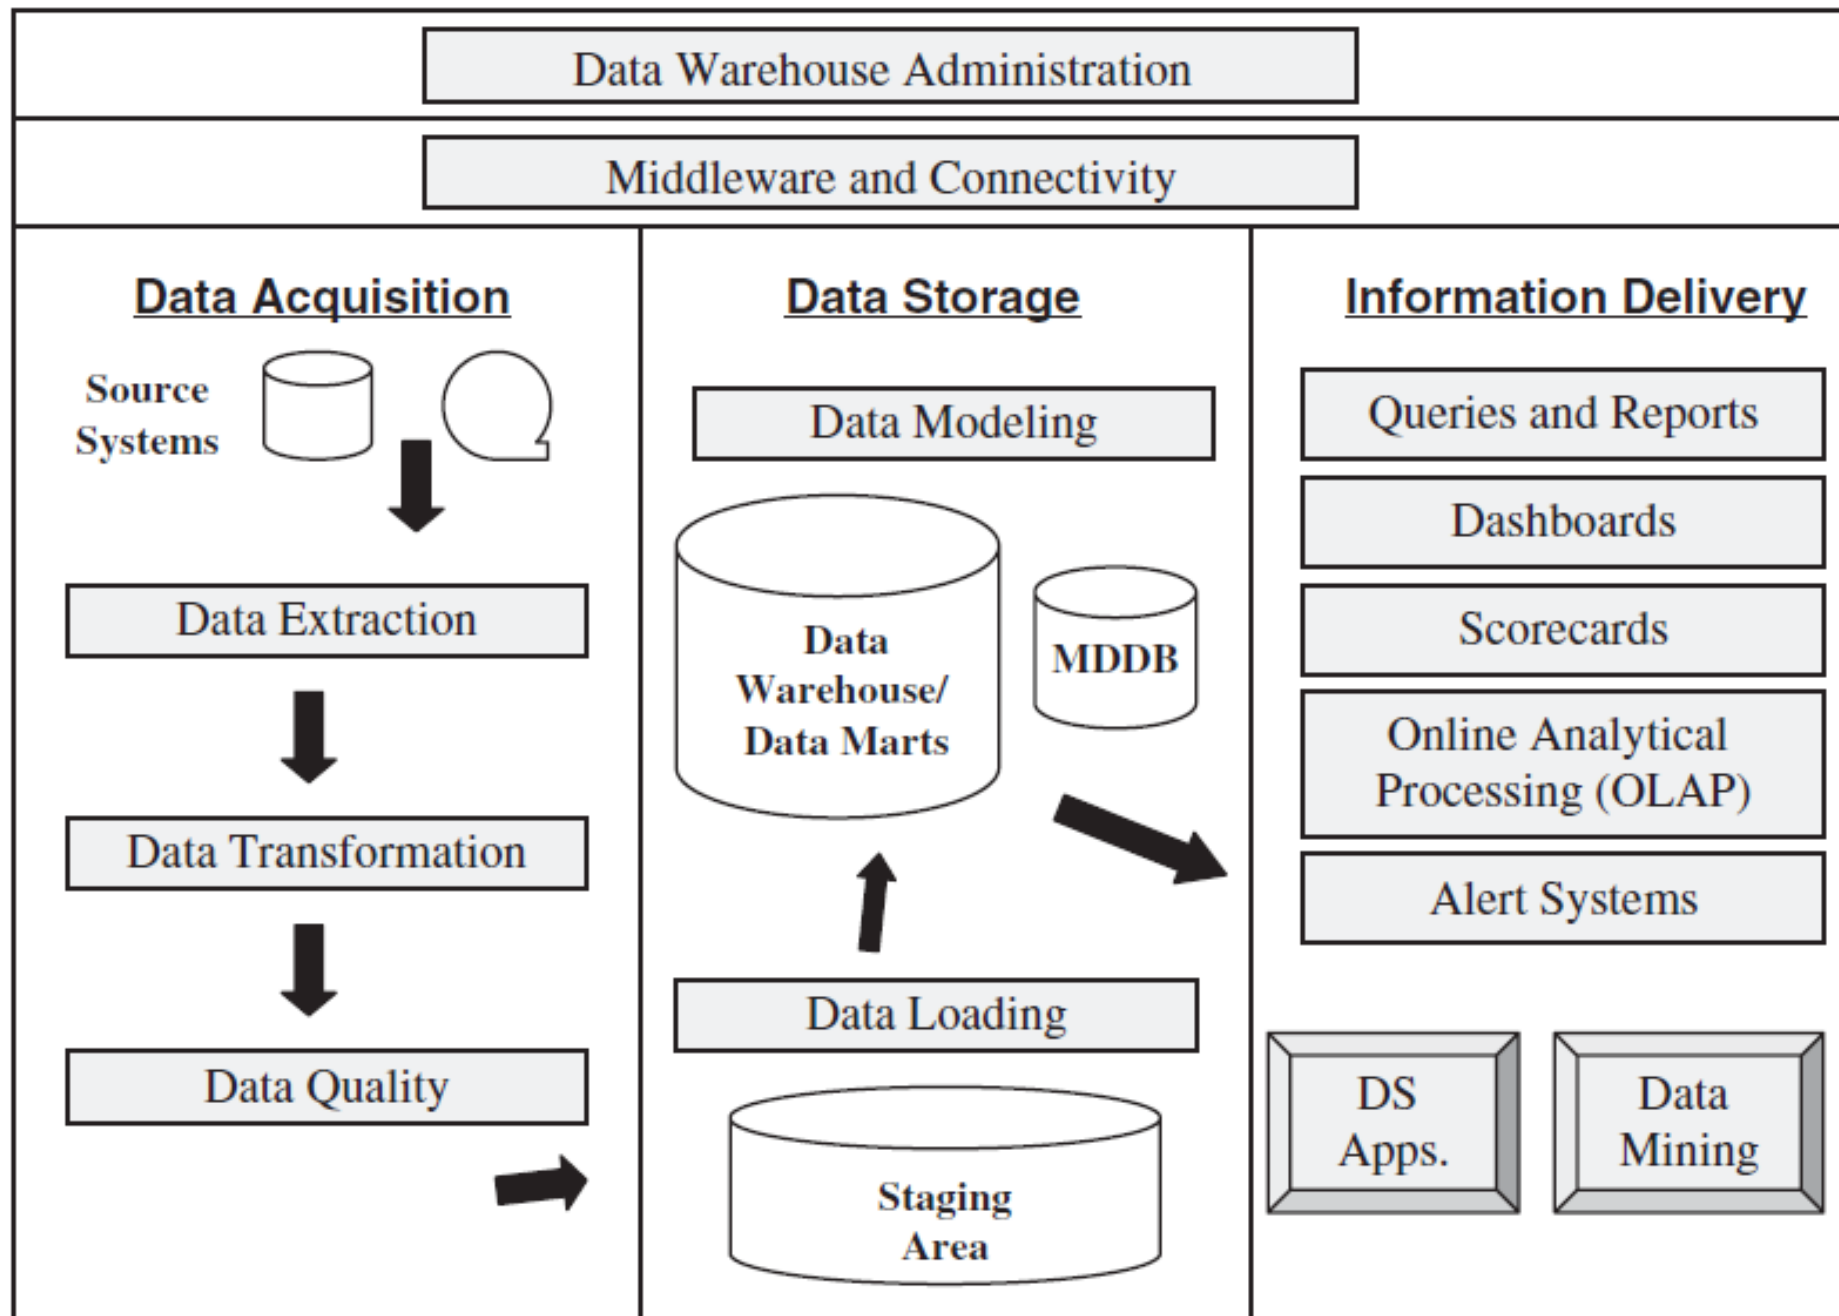 Data Warehouse Administration
Middleware and Connectivity
Data Acquisition
Source
Systems
Data Extraction
Data Transformation
Data Quality
Data Storage
Data Modeling
Data
Warehouse/
Data Marts
MDDB
Data Loading
Staging
Area
Information Delivery
Queries and Reports
Dashboards
Scorecards
Online Analytical
Processing (OLAP)
Alert Systems
DS
Apps.
Data
Mining